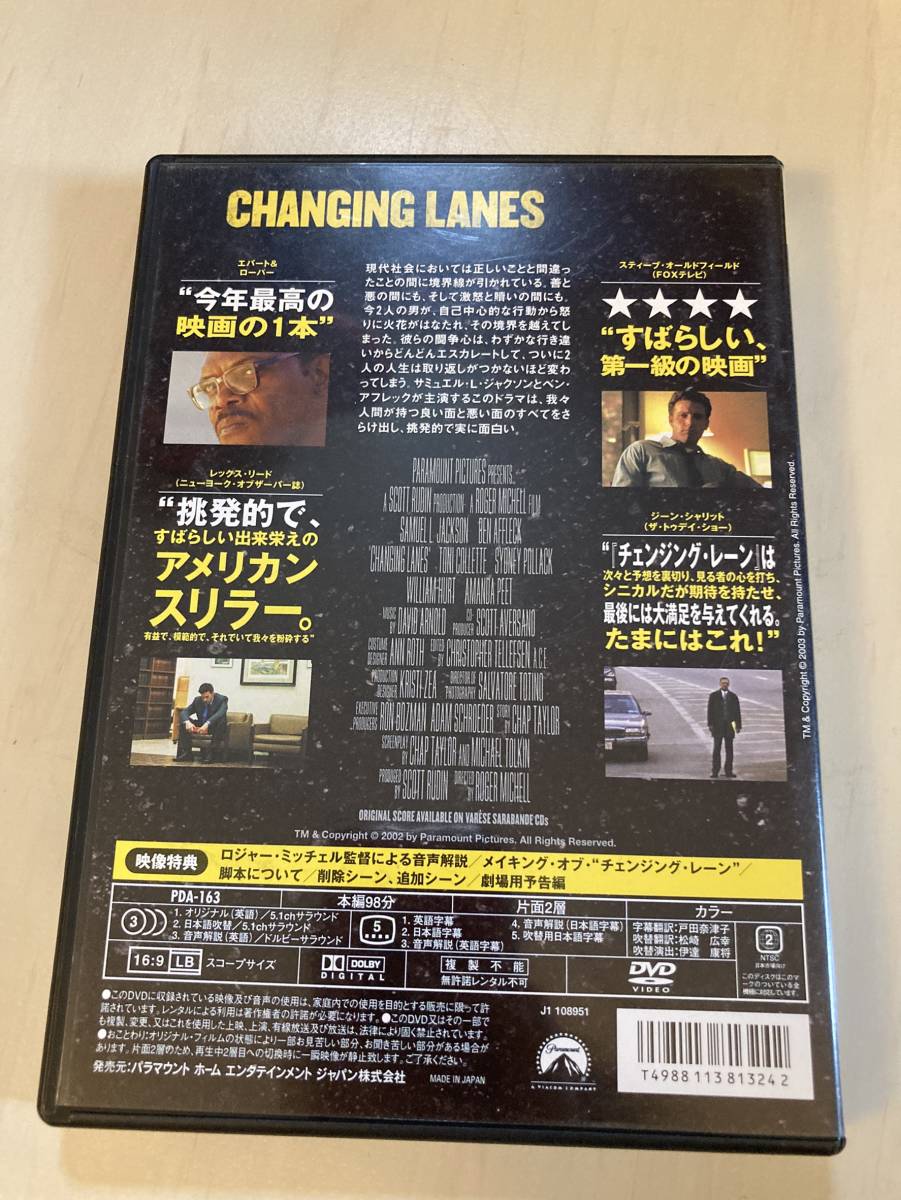 CHANGING LANES
エバート&
ローパー
“今年最高の
映画の1本”
現代社会においては正しいことと間違っ
たことの間に境界線が引かれている。善と
悪の間にも、そして激怒と贖いの間にも。
今2人の男が、自己中心的な行動から怒
りに火花がはなたれ、その境界を越えてし
まった。彼らの闘争心は、わずかな行き違
いからどんどんエスカレートして、ついに2
人の人生は取り返しがつかないほど変わ
ってしまう。サミュエル・L・ジャクソンとベン・
アフレックが主演するこのドラマは、我々
人間が持つ良い面と悪い面のすべてをさ
らけ出し、挑発的で実に面白い。
スティーブ・オールドフィールド
(FOXテレビ)
★★★★
“すばらしい、
第一級の映画”
レックス・リード
(ニューヨーク・オブザーバー誌)
“挑発的で、
すばらしい出来栄えの
アメリカン
スリラー。
有益で、模範的で、それでいて我々を粉砕する”
ジーン・シャリット
(ザ・トゥデイ・ショー)
“『チェンジング・レーン』は
次々と予想を裏切り、見る者の心を打ち、
シニカルだが期待を持たせ、
最後には大満足を与えてくれる。
たまにはこれ!”
PARAMOUNT PICTURES PRESENTS
A SCOTT RUDIN PRODUCTION A ROGER MICHELL FILM
SAMUEL L. JACKSON BEN AFFLECK
'CHANGING LANES' TONI COLLETTE SYDNEY POLLACK
WILLIAM HURT AMANDA PEET
MUSIC BY DAVID ARNOLD CO-PRODUCER SCOTT AVERSANO
COSTUME DESIGNER ANN ROTH EDITED BY CHRISTOPHER TELLEFSEN A.C.E.
PRODUCTION DESIGNER KRISTI ZEA DIRECTOR OF PHOTOGRAPHY SALVATORE TOTINO
EXECUTIVE PRODUCERS RON BOZMAN ADAM SCHROEDER STORY BY CHAP TAYLOR
SCREENPLAY BY CHAP TAYLOR AND MICHAEL TOLKIN
PRODUCED BY SCOTT RUDIN DIRECTED BY ROGER MICHELL
ORIGINAL SCORE AVAILABLE ON VARÈSE SARABANDE CDs
TM & Copyright © 2002 by Paramount Pictures. All Rights Reserved.
TM & Copyright © 2003 by Paramount Pictures. All Rights Reserved.
映像特典
ロジャー・ミッチェル監督による音声解説/メイキング・オブ・“チェンジング・レーン”/
脚本について/削除シーン、追加シーン/劇場用予告編
PDA-163 本編98分 片面2層 カラー
3
1. オリジナル(英語)/5.1chサラウンド
2. 日本語吹替/5.1chサラウンド
3. 音声解説(英語)/ドルビーサラウンド
5
1. 英語字幕
2. 日本語字幕
3. 音声解説(英語字幕)
4. 音声解説(日本語字幕)
5. 吹替用日本語字幕
字幕翻訳:戸田奈津子
吹替翻訳:松崎 広幸
吹替演出:伊達 康将
2
NTSC
日本市場向け
16:9 LB スコープサイズ
DOLBY
DIGITAL
複製不能
無許諾レンタル不可
DVD
VIDEO
このディスクはこのマ
ークのついている全
機種に対応しています。
●このDVDに収録されている映像及び音声の使用は、家庭内での使用を目的とする販売に限って許
諾されています。レンタルによる利用は著作権者の許諾が必要になります。●このDVD又はその一部で
も複製、変更、又はこれを使用した上映、上演、有線放送及び放送は、法律により固く禁止されています。
●おことわり:オリジナル・フィルムの状態により一部お見苦しい部分、お聞き苦しい部分がある場合が
あります。片面2層のため、再生中2層目への切換時に一瞬映像が静止致します。ご了承ください。
発売元:パラマウント ホーム エンタテインメント ジャパン株式会社
MADE IN JAPAN
J1 108951
Paramount
A VIACOM COMPANY
T4988113813242